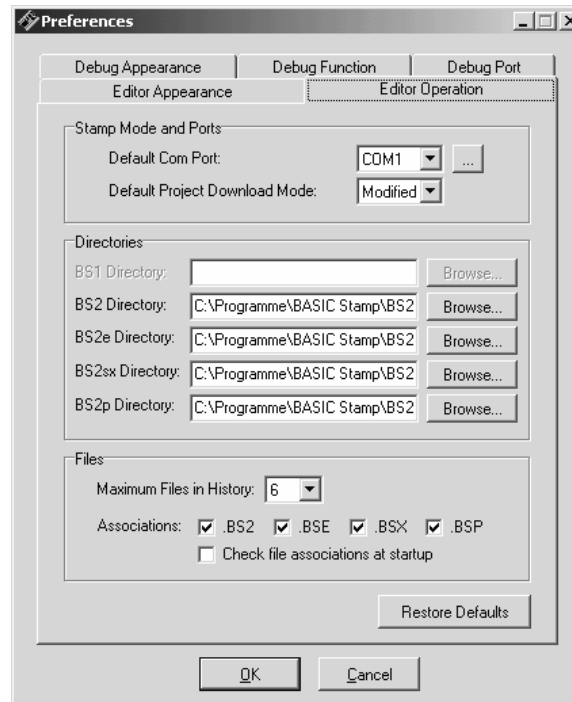 Preferences
Debug Appearance Debug Function Debug Port
Editor Appearance Editor Operation
Stamp Mode and Ports
Default Com Port: COM1 ...
Default Project Download Mode: Modified
Directories
BS1 Directory: Browse...
BS2 Directory: C:\Programme\BASIC Stamp\BS2 Browse...
BS2e Directory: C:\Programme\BASIC Stamp\BS2 Browse...
BS2sx Directory: C:\Programme\BASIC Stamp\BS2 Browse...
BS2p Directory: C:\Programme\BASIC Stamp\BS2 Browse...
Files
Maximum Files in History: 6
Associations: .BS2 .BSE .BSX .BSP
Check file associations at startup
Restore Defaults
OK Cancel